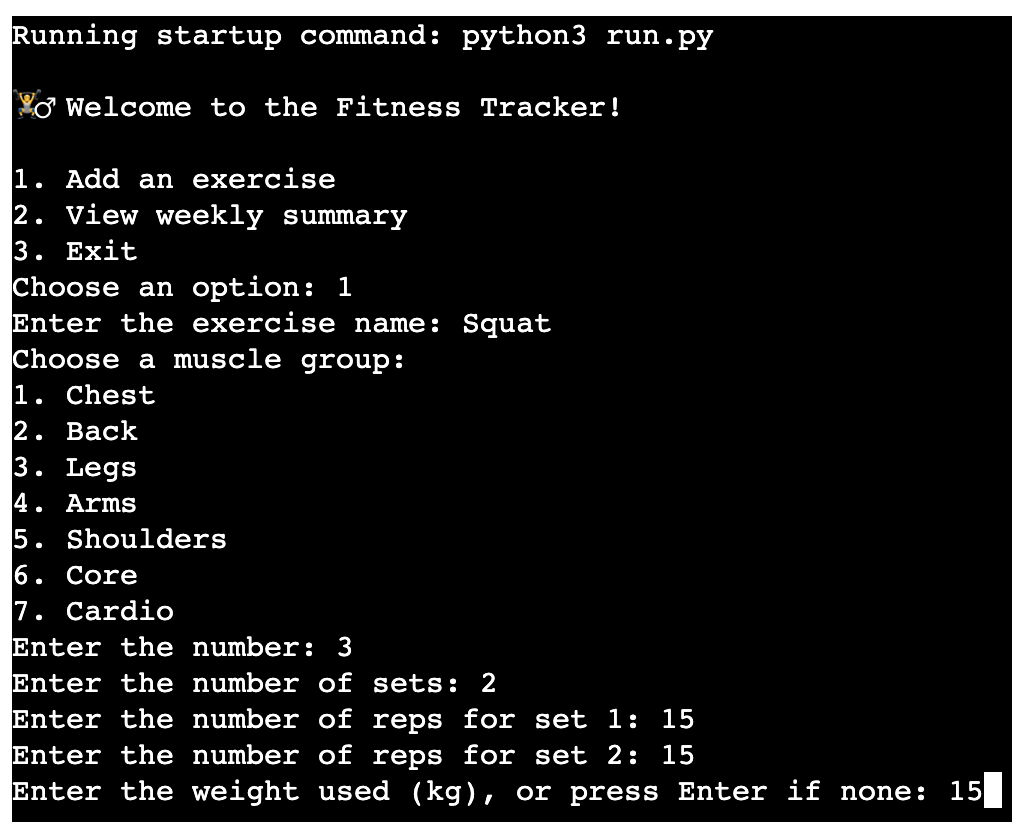 Running startup command: python3 run.py
🏋️‍♂️ Welcome to the Fitness Tracker!
1. Add an exercise
2. View weekly summary
3. Exit
Choose an option: 1
Enter the exercise name: Squat
Choose a muscle group:
1. Chest
2. Back
3. Legs
4. Arms
5. Shoulders
6. Core
7. Cardio
Enter the number: 3
Enter the number of sets: 2
Enter the number of reps for set 1: 15
Enter the number of reps for set 2: 15
Enter the weight used (kg), or press Enter if none: 15